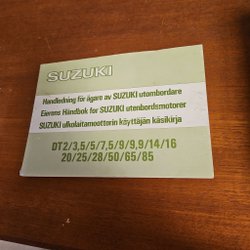 SUZUKI
Handledning för ägare av SUZUKI utombordare
Eierens Håndbok for SUZUKI utenbordsmotorer
SUZUKI ulkolaitamoottorin käyttäjän käsikirja
DT2/3,5/5/7,5/9/9,9/14/16
20/25/28/50/65/85